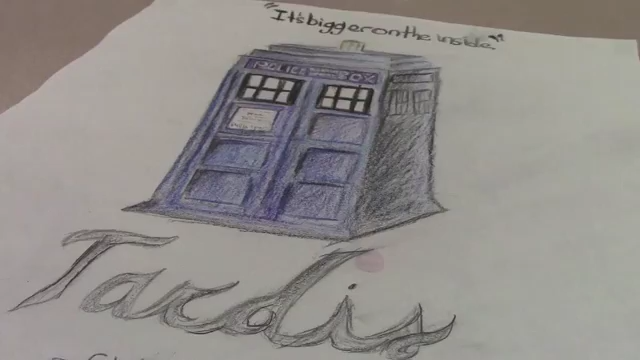 "It's bigger on the inside"
POLICE BOX
Tardis